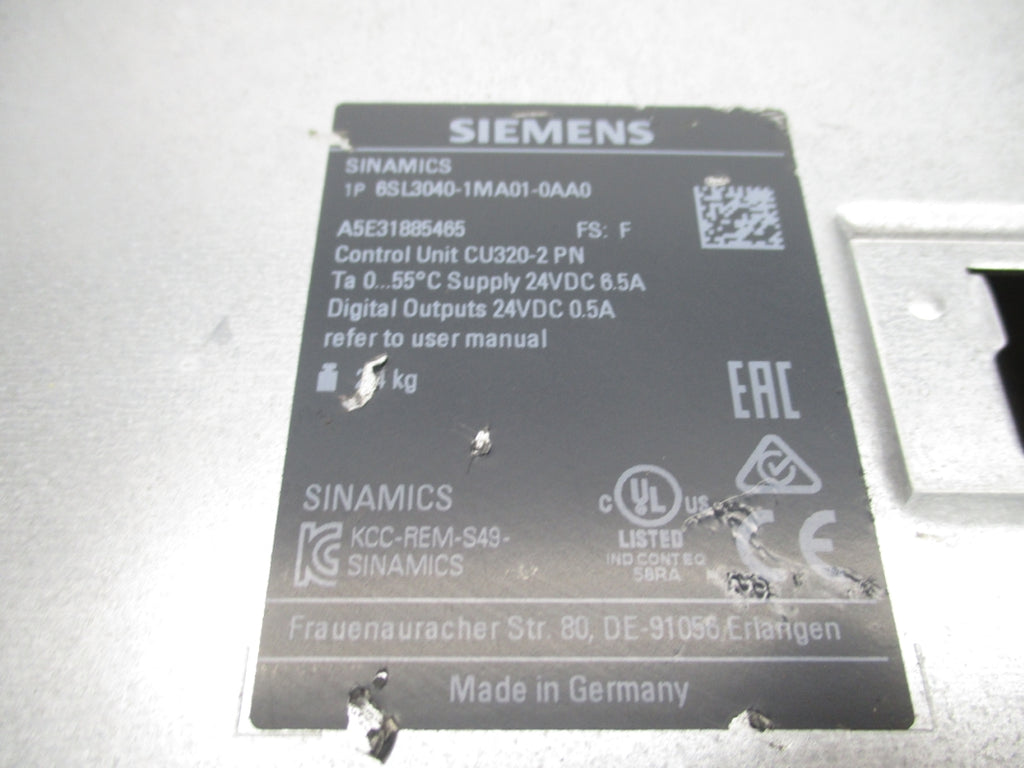 SIEMENS
SINAMICS
1P 6SL3040-1MA01-0AA0
A5E31885465 FS: F
Control Unit CU320-2 PN
Ta 0...55°C Supply 24VDC 6.5A
Digital Outputs 24VDC 0.5A
refer to user manual
kg
EAC
SINAMICS
C UL US
LISTED
IND CONT EQ
58RA
KCC-REM-S49-
SINAMICS
CE
Frauenauracher Str. 80, DE-91056 Erlangen
Made in Germany